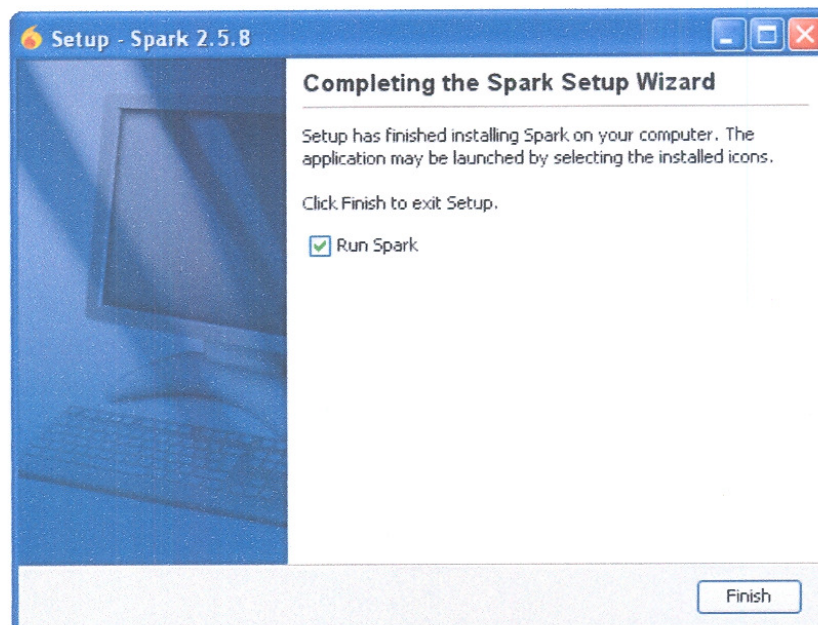 Setup - Spark 2.5.8
Completing the Spark Setup Wizard
Setup has finished installing Spark on your computer. The
application may be launched by selecting the installed icons.
Click Finish to exit Setup.
Run Spark
Finish